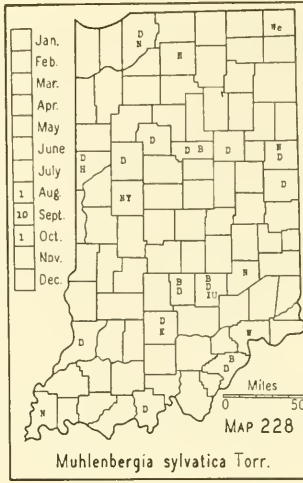 Jan.
Feb.
Mar.
Apr.
May
June
July
1 Aug.
10 Sept.
1 Oct.
Nov.
Dec.
D
N
N
We
D
D B
D
N
D
D
H
D
D
NY
B
D
B
D
IU
N
D
K
D
W
B
D
N
D
Miles
0 50
MAP 228
Muhlenbergia sylvatica Torr.